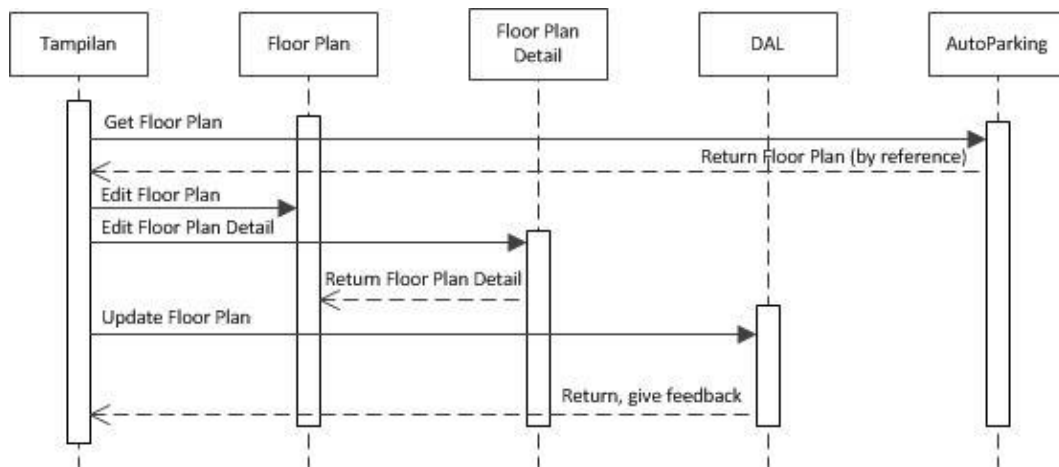 Tampilan
Floor Plan
Floor Plan
Detail
DAL
AutoParking
Get Floor Plan
Return Floor Plan (by reference)
Edit Floor Plan
Edit Floor Plan Detail
Return Floor Plan Detail
Update Floor Plan
Return, give feedback